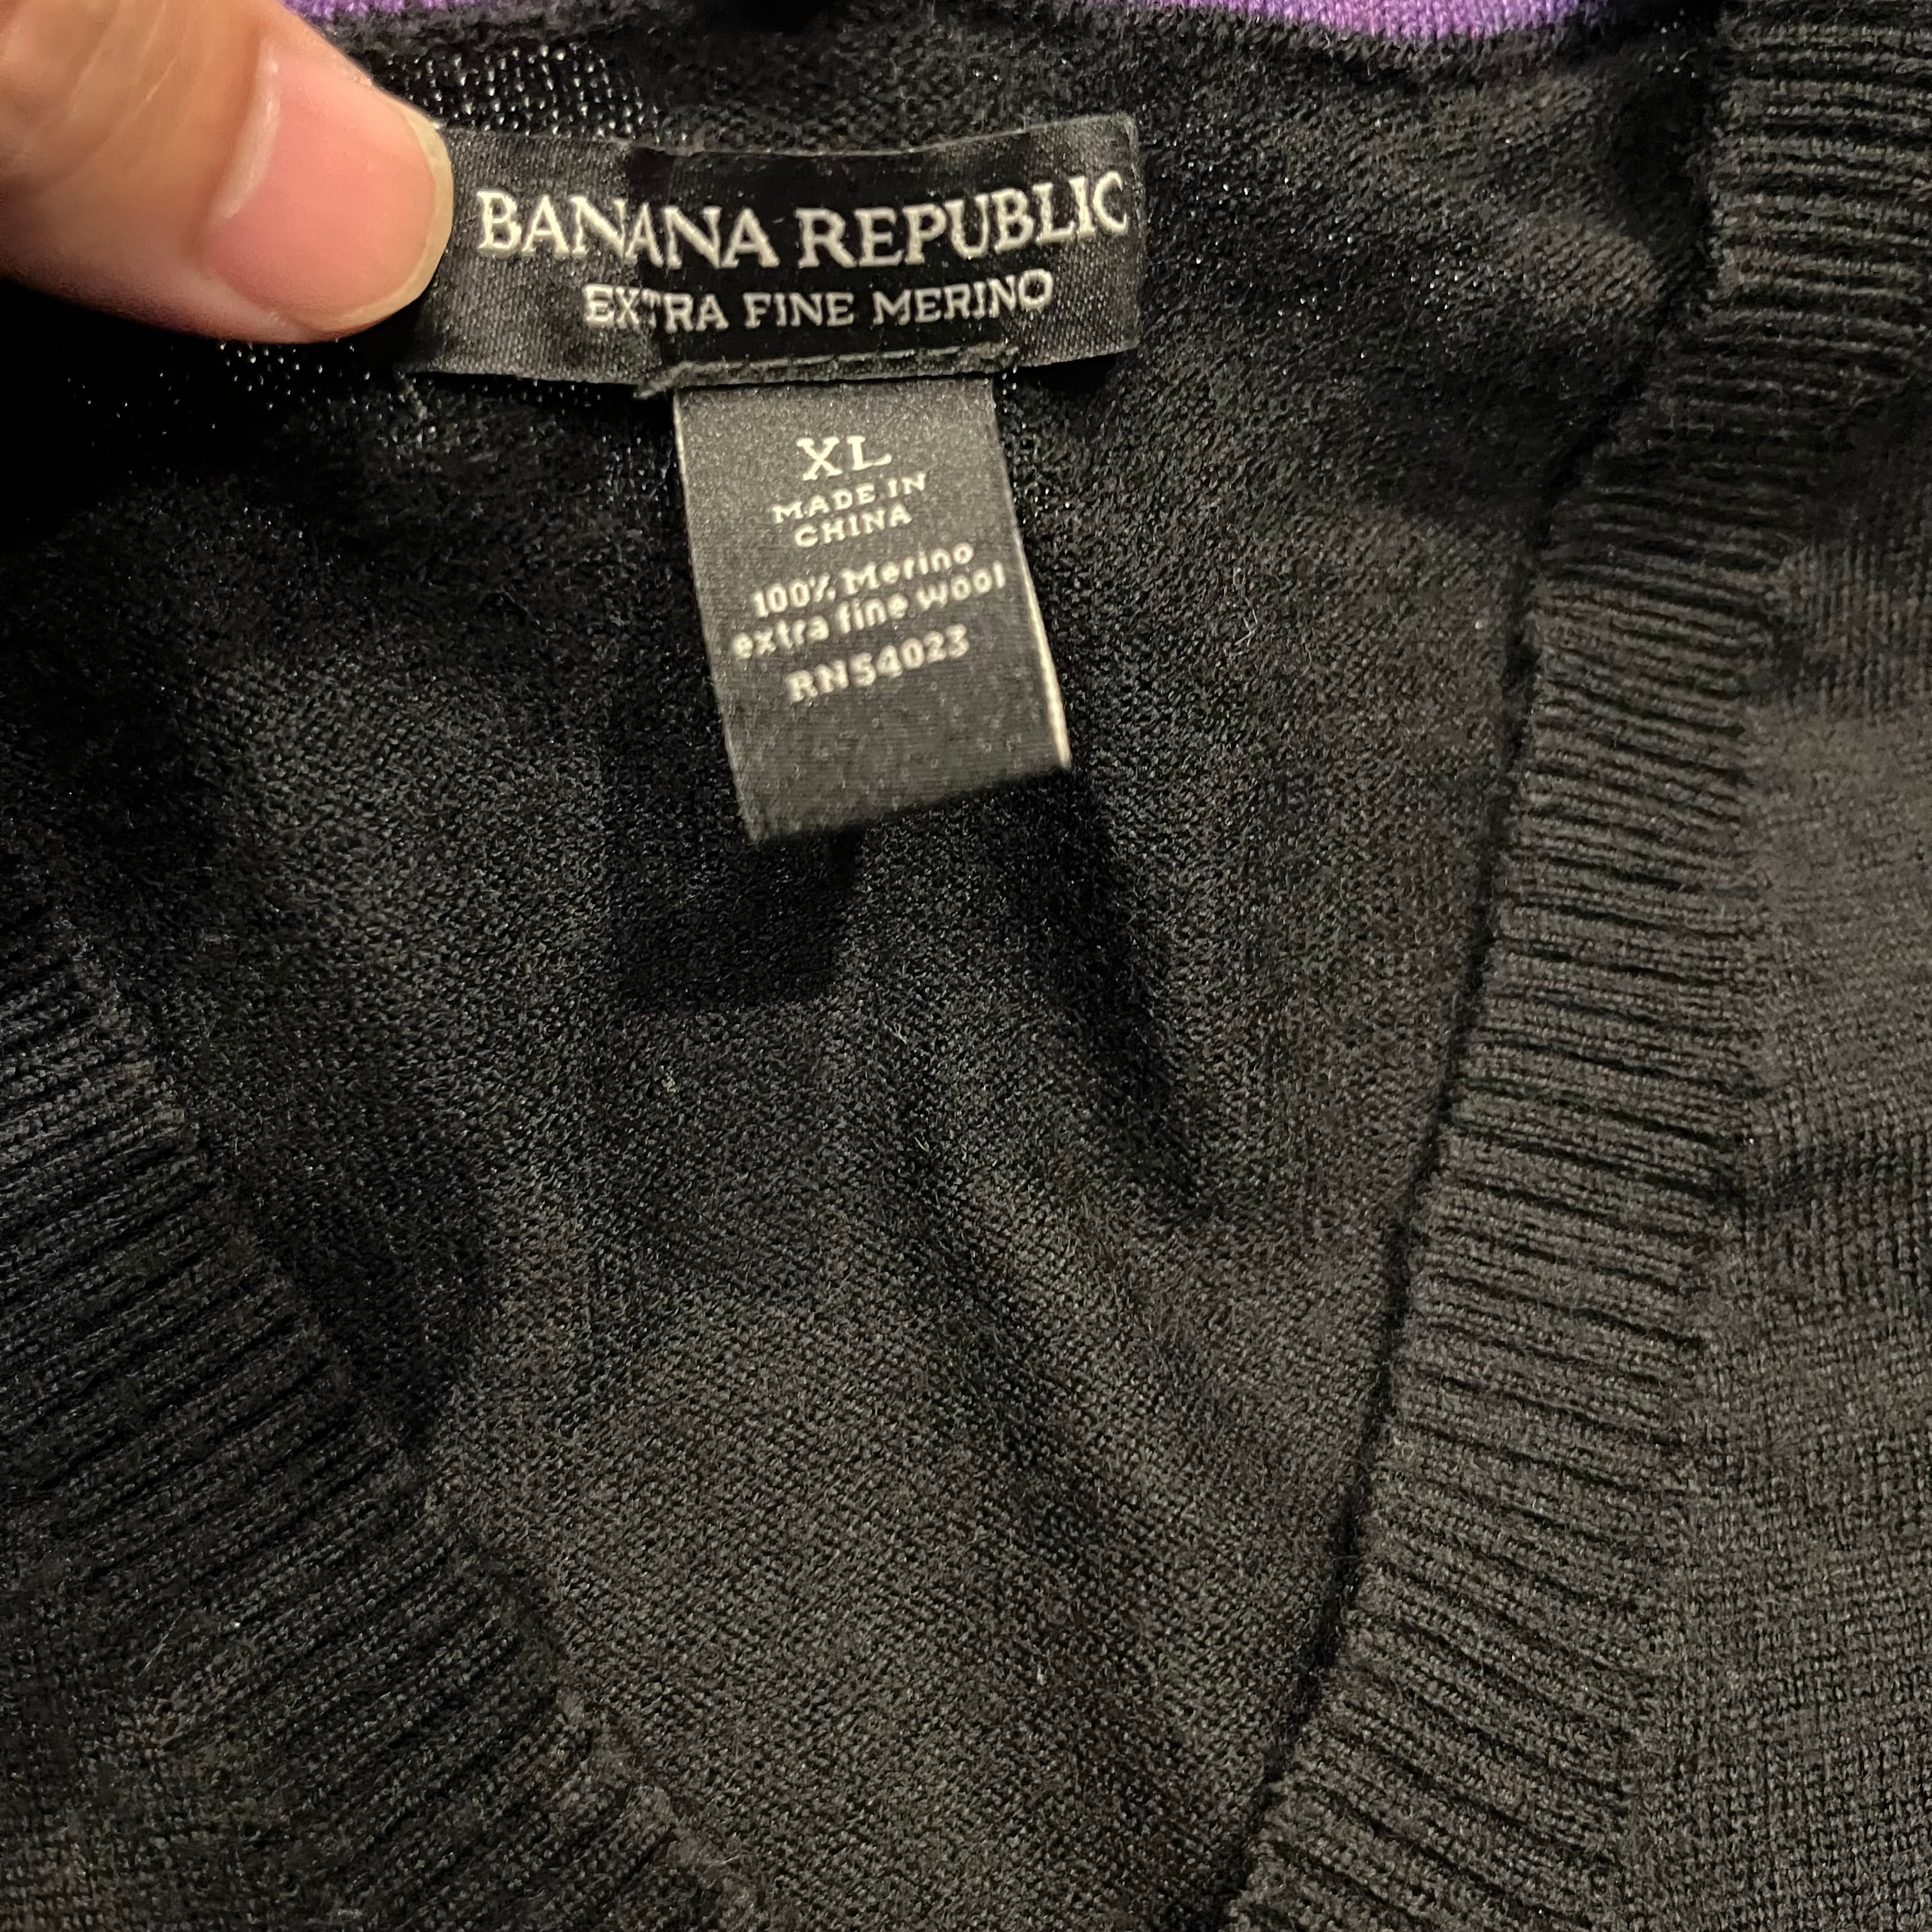 BANANA REPUBLIC
EXTRA FINE MERINO
XL
MADE IN
CHINA
100% Merino
extra fine wool
RN54023